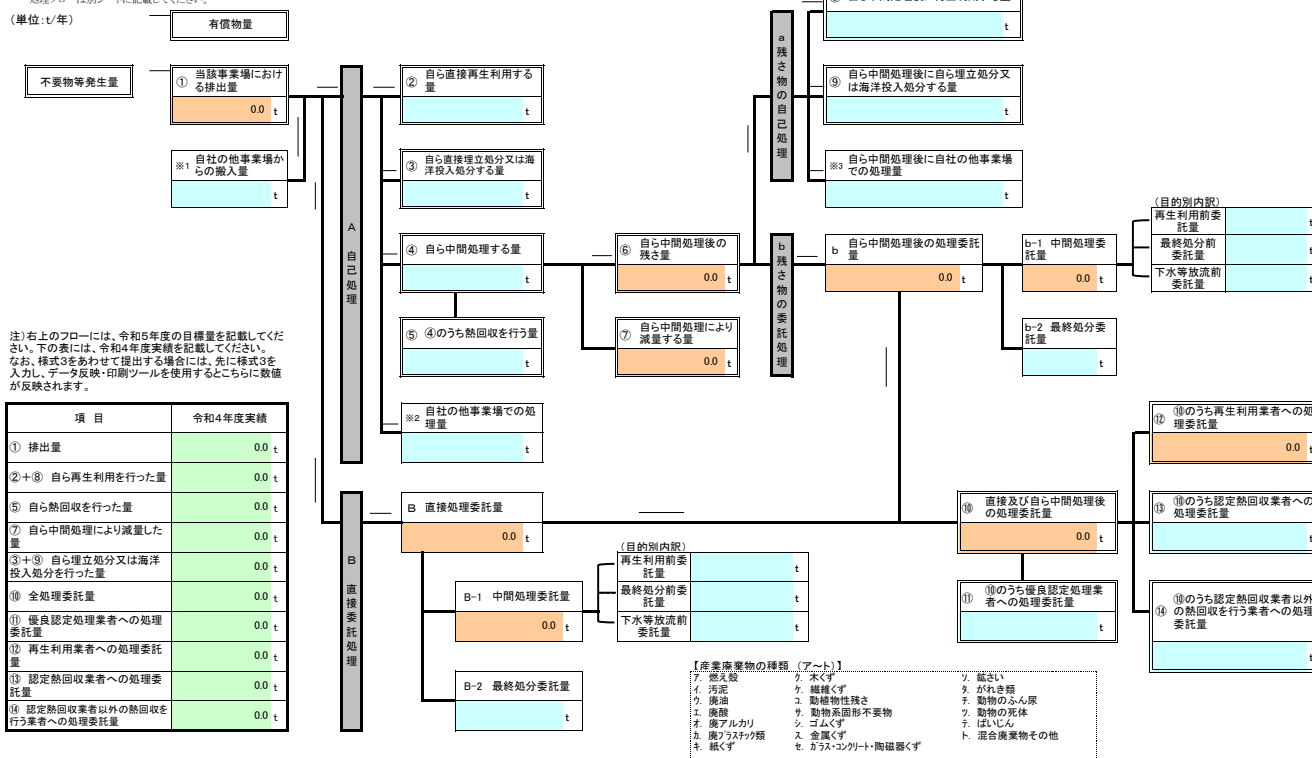 (単位:t/年)
有償物量
t
不要物等発生量
① 当該事業場におけ
る排出量
0.0 t
※1 自社の他事業場か
らの搬入量
t
A 自己処理
② 自ら直接再生利用する
量
t
③ 自ら直接埋立処分又は海
洋投入処分する量
t
④ 自ら中間処理する量
t
⑤ ④のうち熱回収を行う量
t
※2 自社の他事業場での処
理量
t
⑥ 自ら中間処理後の
残さ量
0.0 t
⑦ 自ら中間処理により
減量する量
0.0 t
a 残さ物の自己処理
⑨ 自ら中間処理後に自ら埋立処分又
は海洋投入処分する量
t
※3 自ら中間処理後に自社の他事業場
での処理量
t
b 残さ物の委託処理
b 自ら中間処理後の処理委託
量
0.0 t
b-1 中間処理委
託量
0.0 t
b-2 最終処分委
託量
t
(目的別内訳)
再生利用前委
託量
t
最終処分前
委託量
t
下水等放流前
委託量
t
注)右上のフローには、令和5年度の目標量を記載してくだ
さい。下の表には、令和4年度実績を記載してください。
なお、様式3をあわせて提出する場合には、先に様式3を
入力し、データ反映・印刷ツールを使用するとこちらに数値
が反映されます。
項 目 令和4年度実績
① 排出量 0.0 t
②+⑧ 自ら再生利用を行った量 0.0 t
⑤ 自ら熱回収を行った量 0.0 t
⑦ 自ら中間処理により減量した
量 0.0 t
③+⑨ 自ら埋立処分又は海洋
投入処分を行った量 0.0 t
⑩ 全処理委託量 0.0 t
⑪ 優良認定処理業者への処理
委託量 0.0 t
⑫ 再生利用業者への処理委託
量 0.0 t
⑬ 認定熱回収業者への処理委
託量 0.0 t
⑭ 認定熱回収業者以外の熱回収を
行う業者への処理委託量 0.0 t
B 直接委託処理
B 直接処理委託量
0.0 t
B-1 中間処理委託量
0.0 t
B-2 最終処分委託量
t
(目的別内訳)
再生利用前委
託量
t
最終処分前委
託量
t
下水等放流前
委託量
t
⑩ 直接及び自ら中間処理後
の処理委託量
0.0 t
⑪ ⑩のうち優良認定処理業
者への処理委託量
t
⑫ ⑩のうち再生利用業者への処
理委託量
0.0 t
⑬ ⑩のうち認定熱回収業者への
処理委託量
⑭ ⑩のうち認定熱回収業者以外
の熱回収を行う業者への処理
委託量
【産業廃棄物の種類 (ア~ト)】
ア. 燃え殻 ク. 木くず ソ. 鉱さい
イ. 汚泥 ケ. 繊維くず タ. がれき類
ウ. 廃油 コ. 動植物性残さ チ. 動物のふん尿
エ. 廃酸 サ. 動物系固形不要物 ツ. 動物の死体
オ. 廃アルカリ シ. ゴムくず テ. ばいじん
カ. 廃プラスチック類 ス. 金属くず ト. 混合廃棄物その他
キ. 紙くず セ. ガラス・コンクリート・陶磁器くず